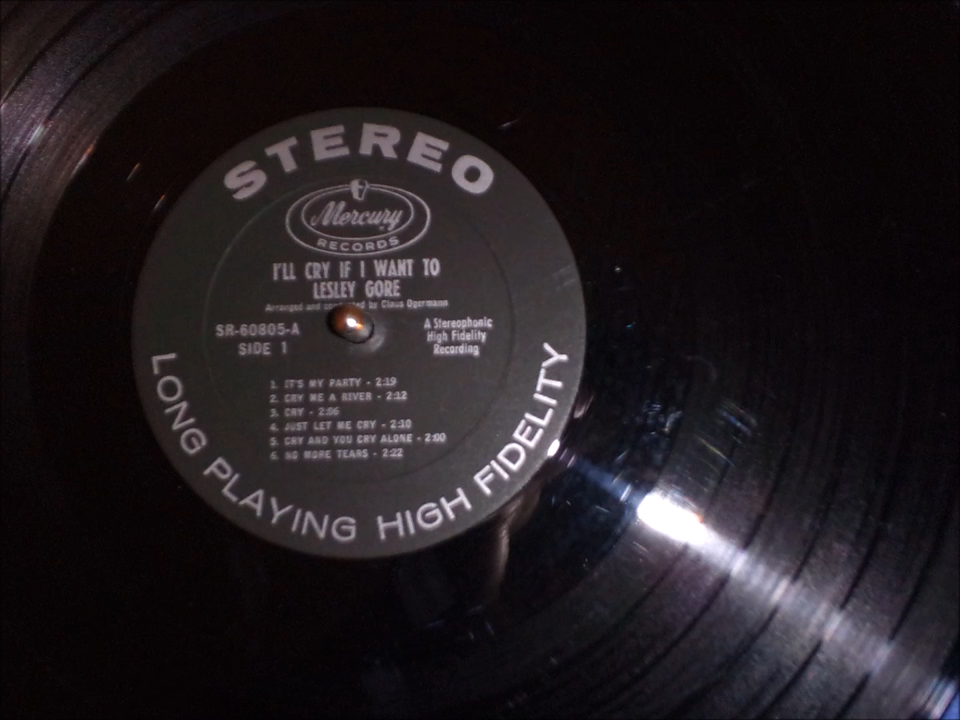 STEREO
Mercury
RECORDS
I'LL CRY IF I WANT TO
LESLEY GORE
Arranged and conducted by Claus Ogermann
SR-60805-A
SIDE 1
A Stereophonic
High Fidelity
Recording
1. IT'S MY PARTY - 2:19
2. CRY ME A RIVER - 2:12
3. CRY - 2:06
4. JUST LET ME CRY - 2:10
5. CRY AND YOU CRY ALONE - 2:00
6. NO MORE TEARS - 2:22
LONG PLAYING HIGH FIDELITY